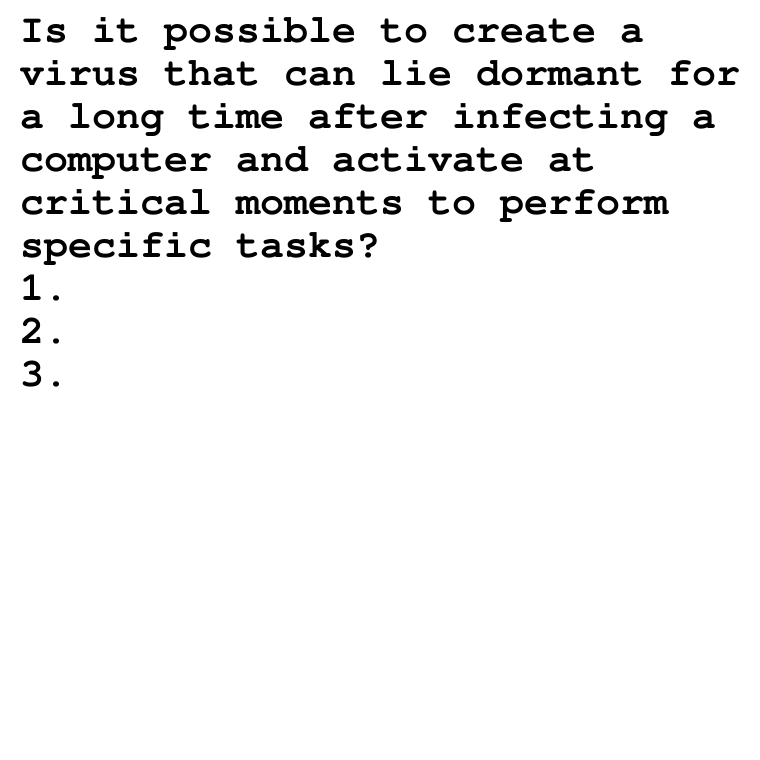 Is it possible to create a
virus that can lie dormant for
a long time after infecting a
computer and activate at
critical moments to perform
specific tasks?
1.
2.
3.